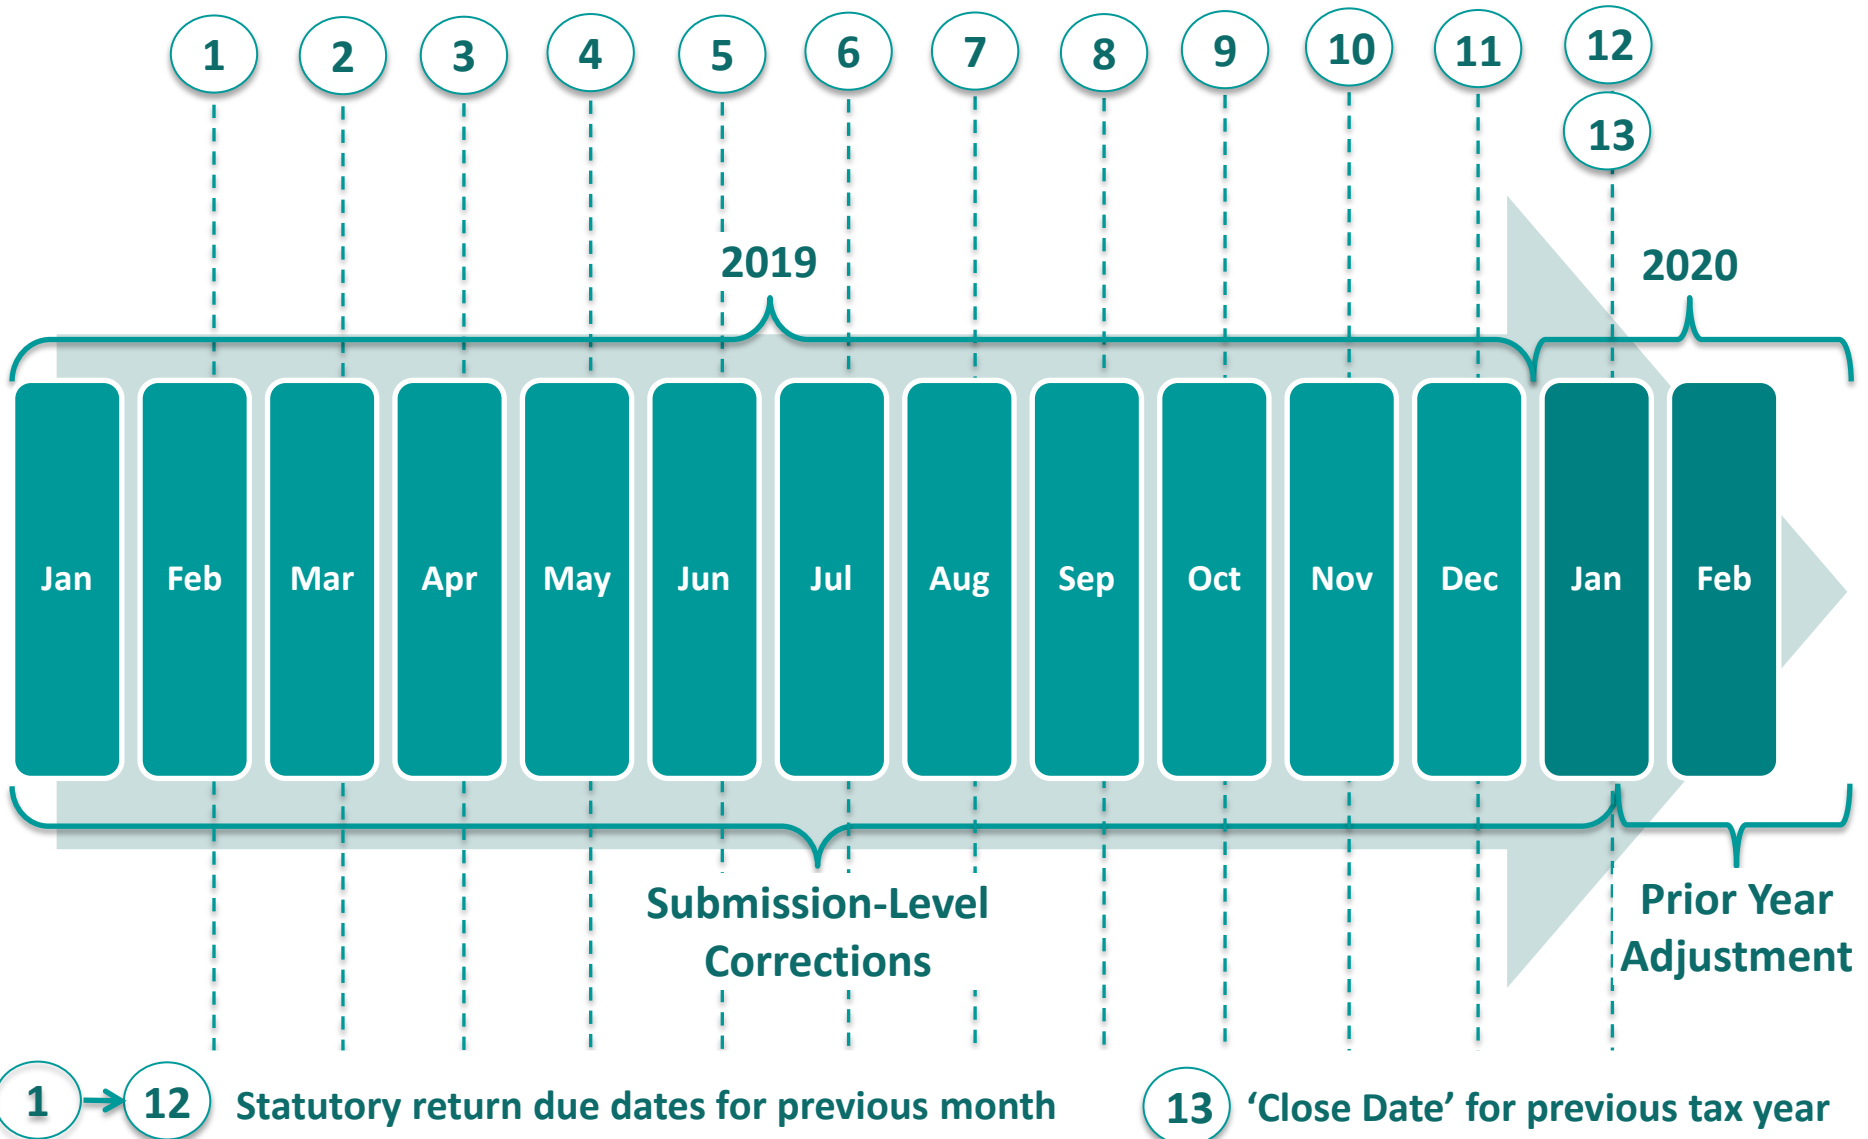 1 2 3 4 5 6 7 8 9 10 11 12
13
2019 2020
Jan Feb Mar Apr May Jun Jul Aug Sep Oct Nov Dec Jan Feb
Submission-Level
Corrections
Prior Year
Adjustment
1 12 Statutory return due dates for previous month
13 ‘Close Date’ for previous tax year